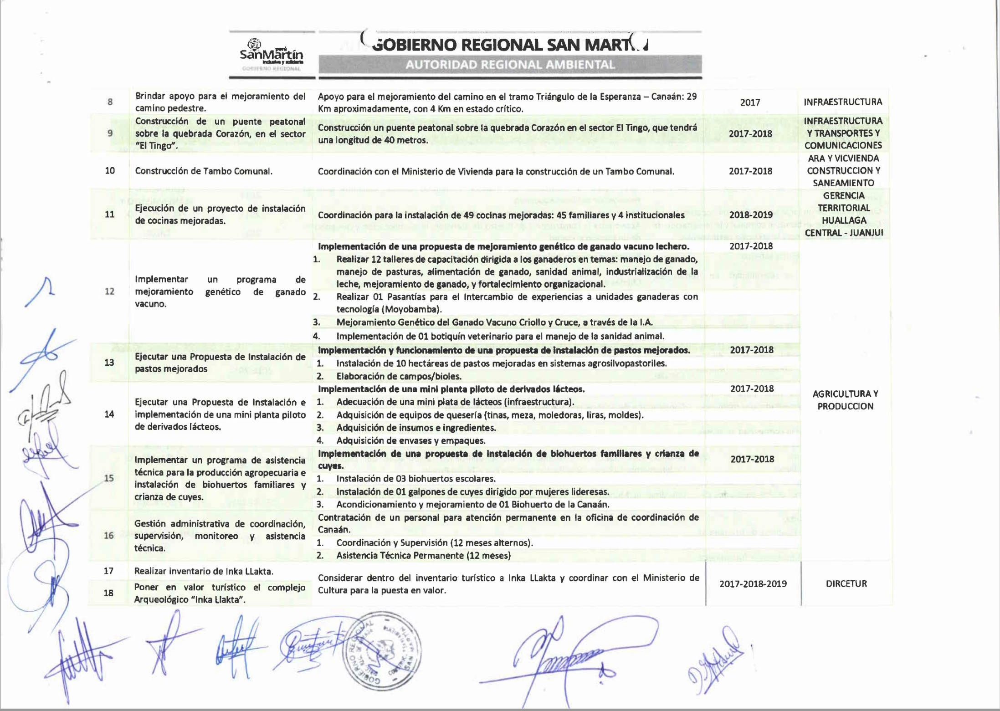 perú
SanMartín
inclusiva y solidaria
GOBIERNO REGIONAL
GOBIERNO REGIONAL SAN MART
AUTORIDAD REGIONAL AMBIENTAL
8
Brindar apoyo para el mejoramiento del
camino pedestre.
Apoyo para el mejoramiento del camino en el tramo Triángulo de la Esperanza – Canaán: 29
Km aproximadamente, con 4 Km en estado crítico.
2017
INFRAESTRUCTURA
9
Construcción de un puente peatonal
sobre la quebrada Corazón, en el sector
“El Tingo”.
Construcción un puente peatonal sobre la quebrada Corazón en el sector El Tingo, que tendrá
una longitud de 40 metros.
2017-2018
INFRAESTRUCTURA
Y TRANSPORTES Y
COMUNICACIONES
10
Construcción de Tambo Comunal.
Coordinación con el Ministerio de Vivienda para la construcción de un Tambo Comunal.
2017-2018
ARA Y VICVIENDA
CONSTRUCCION Y
SANEAMIENTO
11
Ejecución de un proyecto de instalación
de cocinas mejoradas.
Coordinación para la instalación de 49 cocinas mejoradas: 45 familiares y 4 institucionales
2018-2019
GERENCIA
TERRITORIAL
HUALLAGA
CENTRAL - JUANJUI
12
Implementar un programa de
mejoramiento genético de ganado
vacuno.
Implementación de una propuesta de mejoramiento genético de ganado vacuno lechero.
1. Realizar 12 talleres de capacitación dirigida a los ganaderos en temas: manejo de ganado,
manejo de pasturas, alimentación de ganado, sanidad animal, industrialización de la
leche, mejoramiento de ganado, y fortalecimiento organizacional.
2. Realizar 01 Pasantías para el Intercambio de experiencias a unidades ganaderas con
tecnología (Moyobamba).
3. Mejoramiento Genético del Ganado Vacuno Criollo y Cruce, a través de la I.A.
4. Implementación de 01 botiquín veterinario para el manejo de la sanidad animal.
2017-2018
13
Ejecutar una Propuesta de Instalación de
pastos mejorados
Implementación y funcionamiento de una propuesta de instalación de pastos mejorados.
1. Instalación de 10 hectáreas de pastos mejoradas en sistemas agrosilvopastoriles.
2. Elaboración de campos/bioles.
2017-2018
14
Ejecutar una Propuesta de Instalación e
implementación de una mini planta piloto
de derivados lácteos.
Implementación de una mini planta piloto de derivados lácteos.
1. Adecuación de una mini plata de lácteos (infraestructura).
2. Adquisición de equipos de quesería (tinas, meza, moledoras, liras, moldes).
3. Adquisición de insumos e ingredientes.
4. Adquisición de envases y empaques.
2017-2018
AGRICULTURA Y
PRODUCCION
15
Implementar un programa de asistencia
técnica para la producción agropecuaria e
instalación de biohuertos familiares y
crianza de cuyes.
Implementación de una propuesta de instalación de biohuertos familiares y crianza de
cuyes.
1. Instalación de 03 biohuertos escolares.
2. Instalación de 01 galpones de cuyes dirigido por mujeres lideresas.
3. Acondicionamiento y mejoramiento de 01 Biohuerto de la Canaán.
2017-2018
16
Gestión administrativa de coordinación,
supervisión, monitoreo y asistencia
técnica.
Contratación de un personal para atención permanente en la oficina de coordinación de
Canaán.
1. Coordinación y Supervisión (12 meses alternos).
2. Asistencia Técnica Permanente (12 meses)
17
Realizar inventario de Inka LLakta.
18
Poner en valor turístico el complejo
Arqueológico “Inka Llakta”.
Considerar dentro del inventario turístico a Inka LLakta y coordinar con el Ministerio de
Cultura para la puesta en valor.
2017-2018-2019
DIRCETUR
GOBIERNO REGIONAL
SAN MARTIN